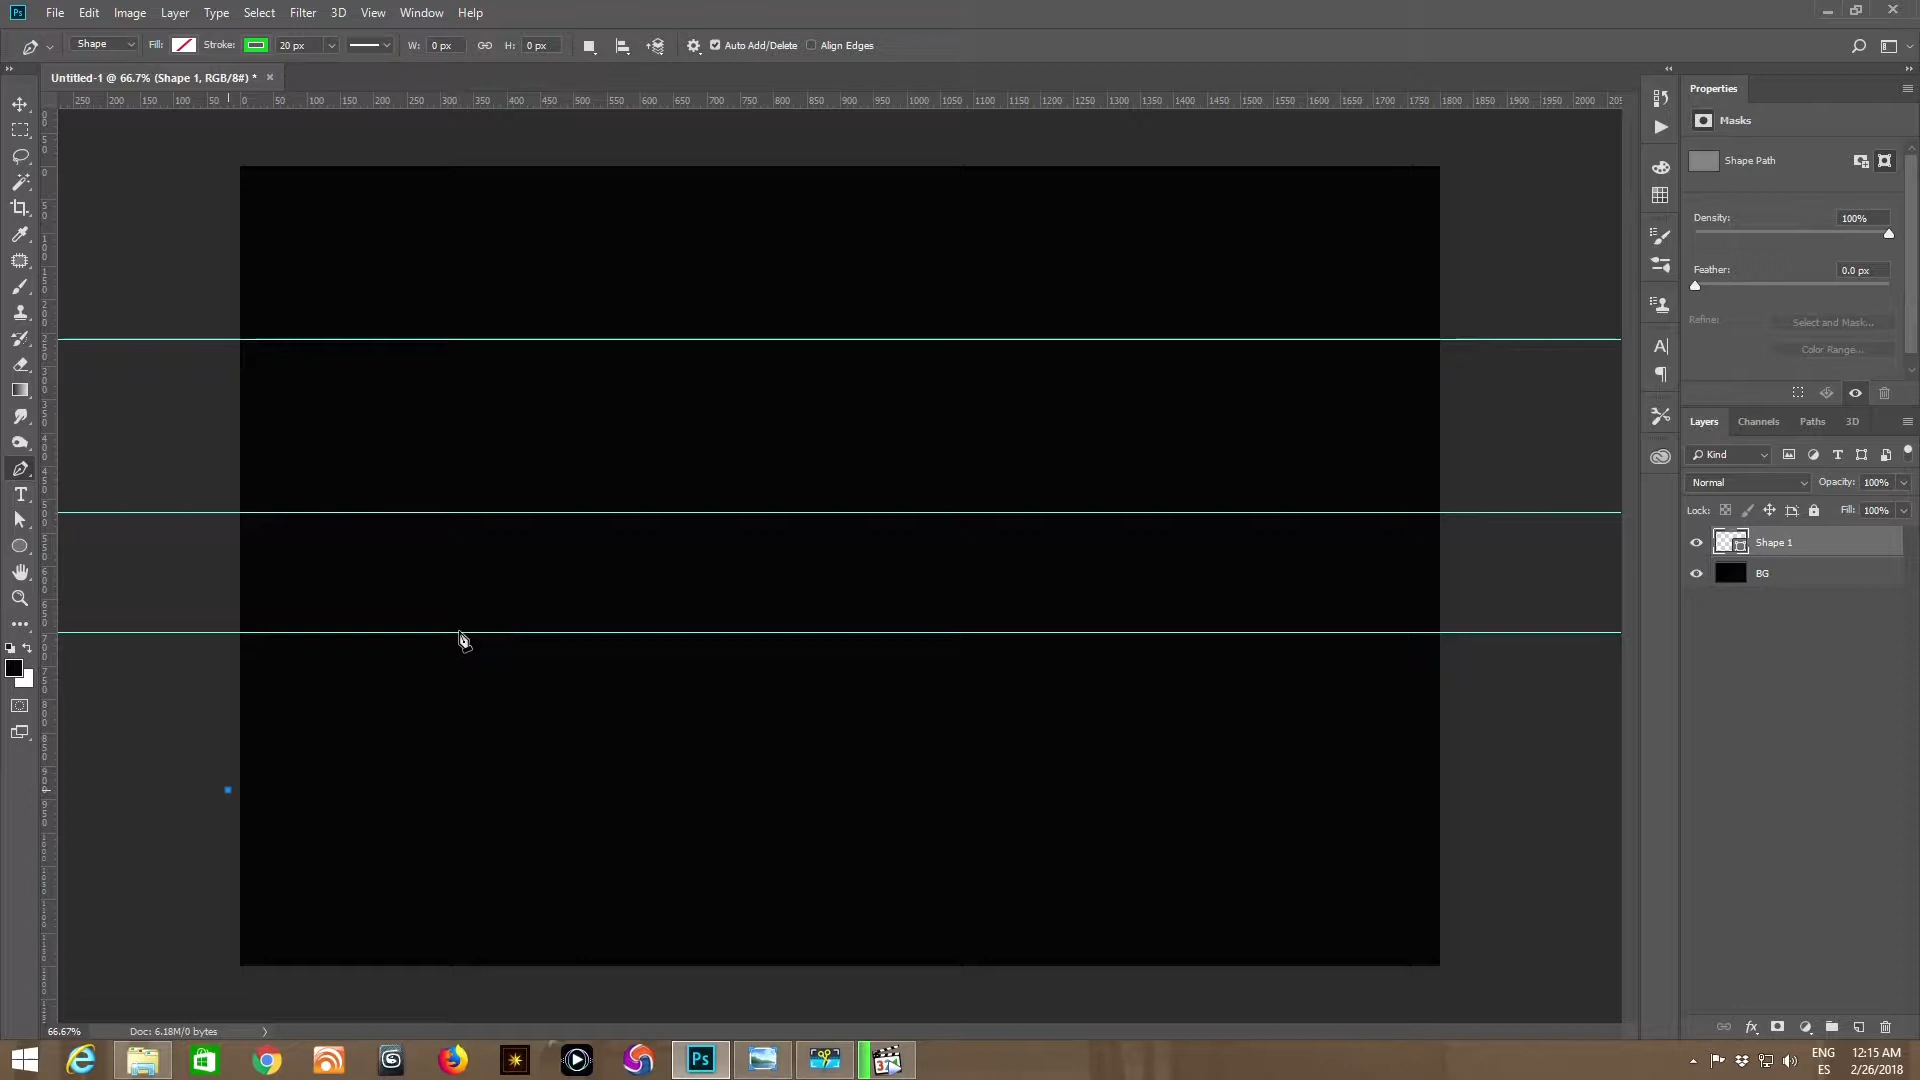 Ps File Edit Image Layer Type Select Filter 3D View Window Help
Shape Fill: Stroke: 20 px W: 0 px H: 0 px Auto Add/Delete Align Edges
Untitled-1 @ 66.7% (Shape 1, RGB/8#) * ×
250 200 150 100 50 0 50 100 150 200 250 300 350 400 450 500 550 600 650 700 750 800 850 900 950 1000 1050 1100 1150 1200 1250 1300 1350 1400 1450 1500 1550 1600 1650 1700 1750 1800 1850 1900 1950 2000 205
Properties
Masks
Shape Path
Density: 100%
Feather: 0.0 px
Refine: Select and Mask...
Color Range...
Layers Channels Paths 3D
Kind
Normal Opacity: 100%
Lock: Fill: 100%
Shape 1
BG
66.67% Doc: 6.18M/0 bytes
Ps
ENG 12:15 AM
ES 2/26/2018